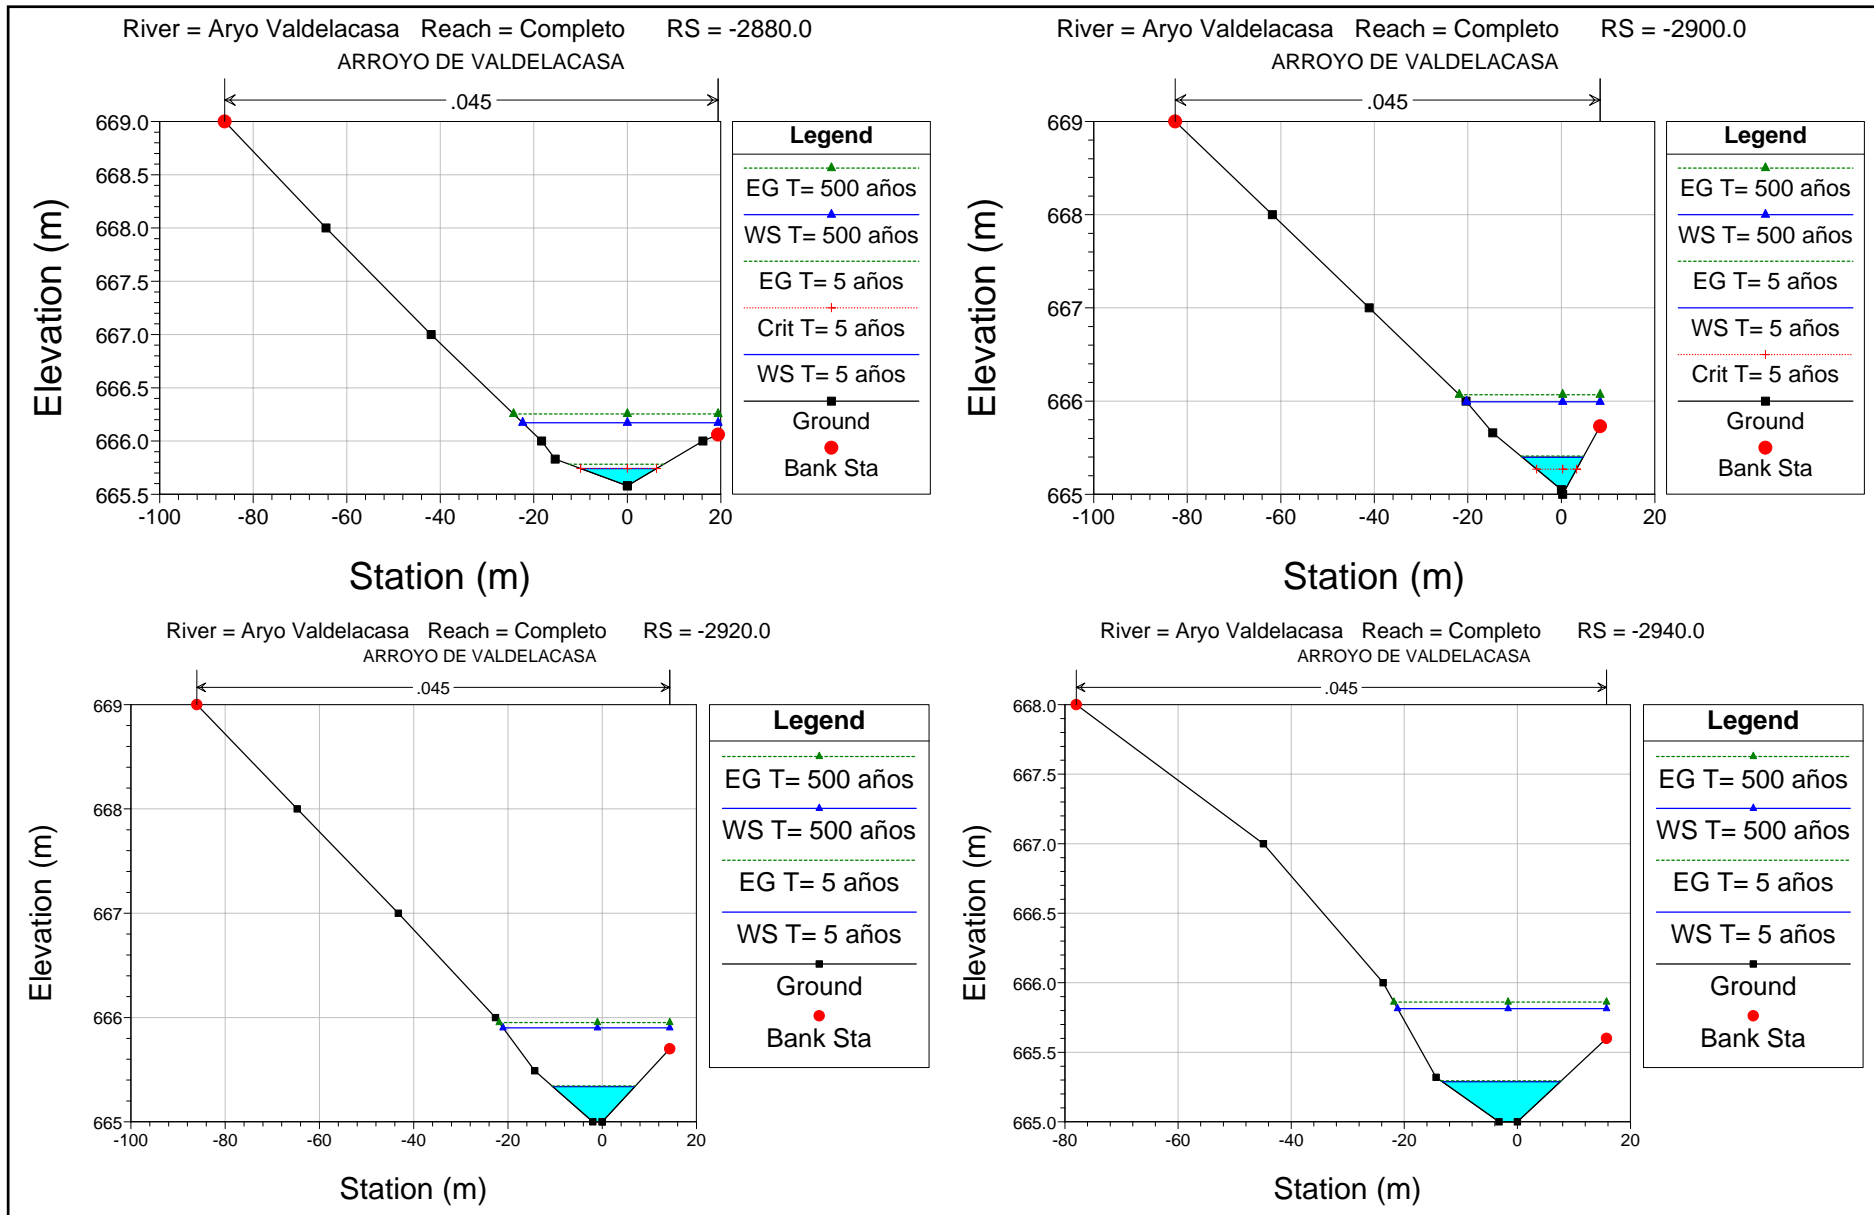 River = Aryo Valdelacasa Reach = Completo RS = -2880.0
ARROYO DE VALDELACASA
.045
669.0
668.5
668.0
667.5
667.0
666.5
666.0
665.5
-100 -80 -60 -40 -20 0 20
Elevation (m)
Station (m)
Legend
EG T= 500 años
WS T= 500 años
EG T= 5 años
Crit T= 5 años
WS T= 5 años
Ground
Bank Sta
River = Aryo Valdelacasa Reach = Completo RS = -2900.0
ARROYO DE VALDELACASA
.045
669
668
667
666
665
-100 -80 -60 -40 -20 0 20
Elevation (m)
Station (m)
Legend
EG T= 500 años
WS T= 500 años
EG T= 5 años
WS T= 5 años
Crit T= 5 años
Ground
Bank Sta
River = Aryo Valdelacasa Reach = Completo RS = -2920.0
ARROYO DE VALDELACASA
.045
669
668
667
666
665
-100 -80 -60 -40 -20 0 20
Elevation (m)
Station (m)
Legend
EG T= 500 años
WS T= 500 años
EG T= 5 años
WS T= 5 años
Ground
Bank Sta
River = Aryo Valdelacasa Reach = Completo RS = -2940.0
ARROYO DE VALDELACASA
.045
668.0
667.5
667.0
666.5
666.0
665.5
665.0
-80 -60 -40 -20 0 20
Elevation (m)
Station (m)
Legend
EG T= 500 años
WS T= 500 años
EG T= 5 años
WS T= 5 años
Ground
Bank Sta